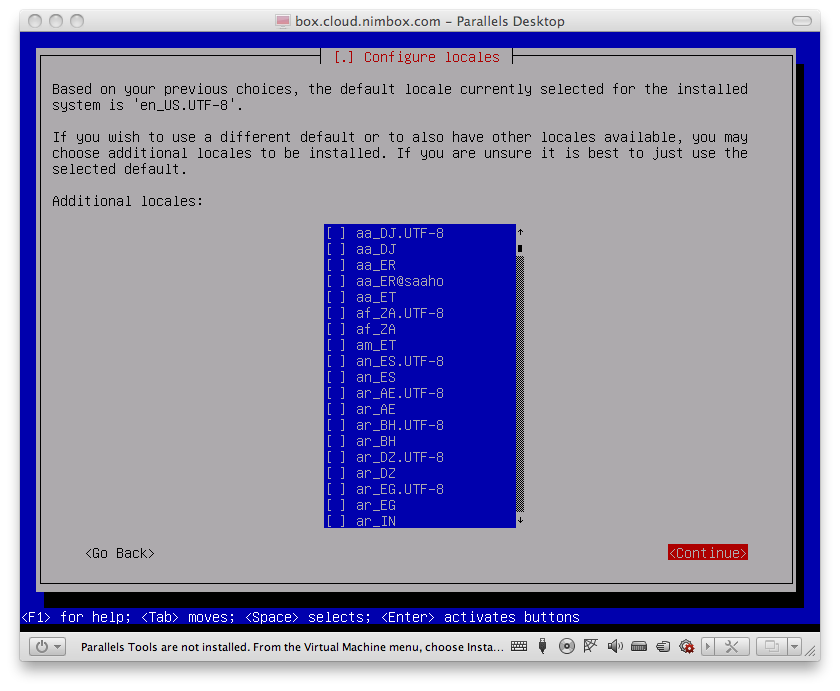 box.cloud.nimbox.com – Parallels Desktop
[.] Configure locales
Based on your previous choices, the default locale currently selected for the installed
system is 'en_US.UTF-8'.
If you wish to use a different default or to also have other locales available, you may
choose additional locales to be installed. If you are unsure it is best to just use the
selected default.
Additional locales:
[ ] aa_DJ.UTF-8
[ ] aa_DJ
[ ] aa_ER
[ ] aa_ER@saaho
[ ] aa_ET
[ ] af_ZA.UTF-8
[ ] af_ZA
[ ] am_ET
[ ] an_ES.UTF-8
[ ] an_ES
[ ] ar_AE.UTF-8
[ ] ar_AE
[ ] ar_BH.UTF-8
[ ] ar_BH
[ ] ar_DZ.UTF-8
[ ] ar_DZ
[ ] ar_EG.UTF-8
[ ] ar_EG
[ ] ar_IN
<Go Back> <Continue>
<F1> for help; <Tab> moves; <Space> selects; <Enter> activates buttons
Parallels Tools are not installed. From the Virtual Machine menu, choose Insta...